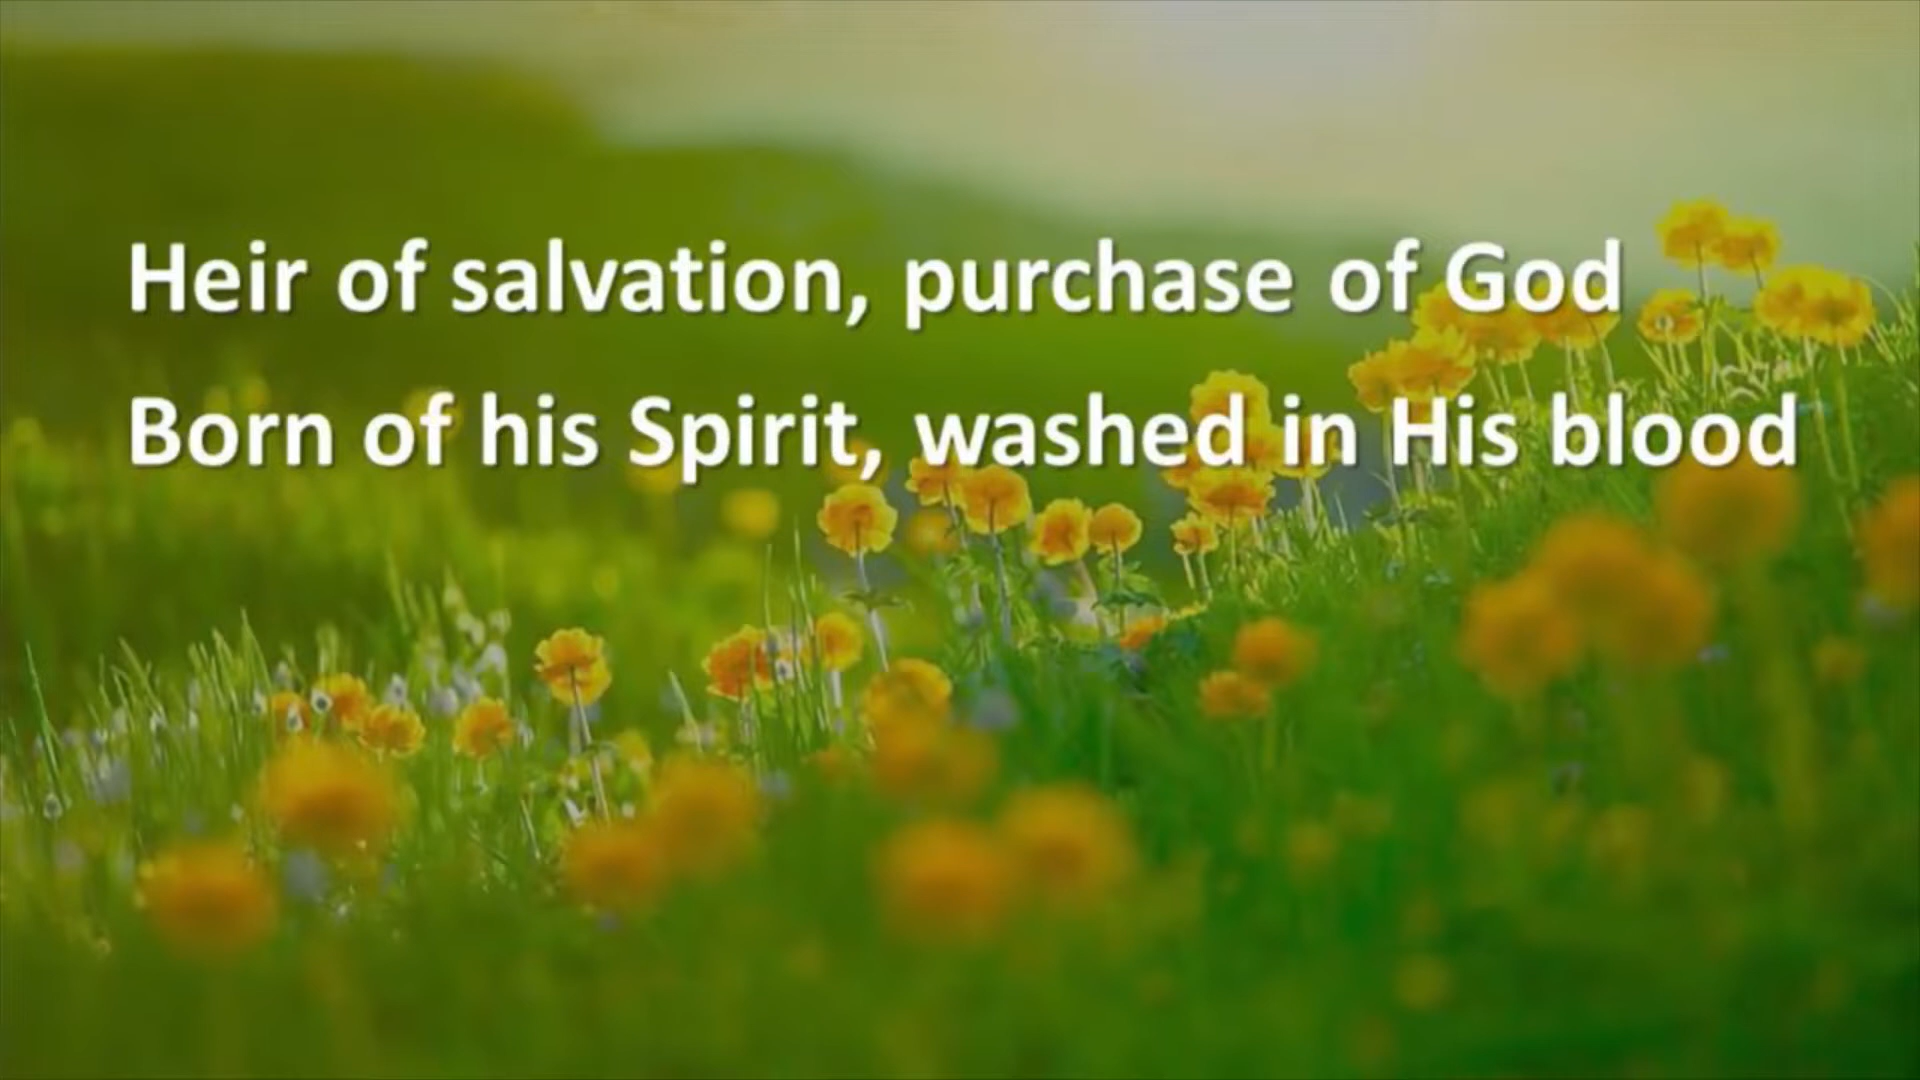 Heir of salvation, purchase of God
Born of his Spirit, washed in His blood